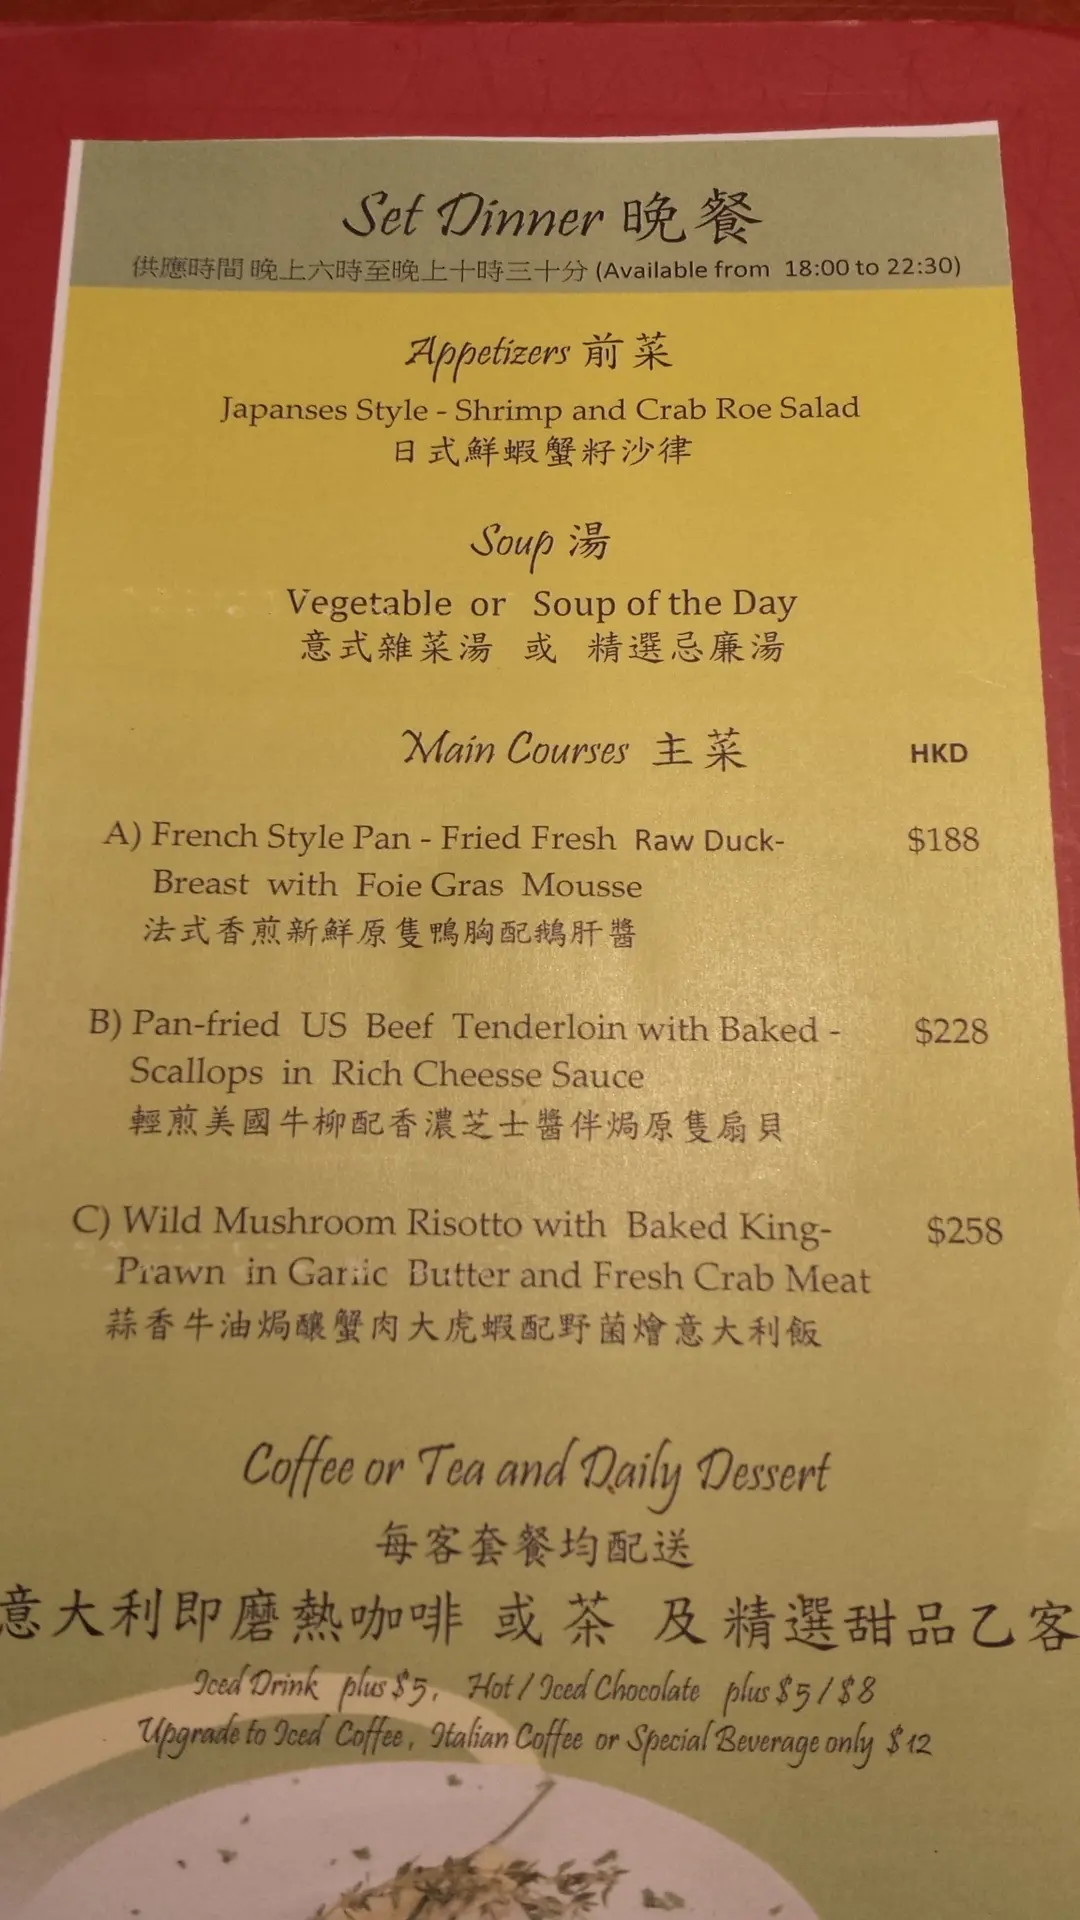 Set Dinner 晚餐
供應時間 晚上六時至晚上十時三十分 (Available from 18:00 to 22:30)
Appetizers 前菜
Japanses Style - Shrimp and Crab Roe Salad
日式鮮蝦蟹籽沙律
Soup 湯
Vegetable or Soup of the Day
意式雜菜湯 或 精選忌廉湯
Main Courses 主菜 HKD
A) French Style Pan - Fried Fresh Raw Duck- $188
Breast with Foie Gras Mousse
法式香煎新鮮原隻鴨胸配鵝肝醬
B) Pan-fried US Beef Tenderloin with Baked - $228
Scallops in Rich Cheesse Sauce
輕煎美國牛柳配香濃芝士醬伴焗原隻扇貝
C) Wild Mushroom Risotto with Baked King- $258
Prawn in Garlic Butter and Fresh Crab Meat
蒜香牛油焗釀蟹肉大虎蝦配野菌燴意大利飯
Coffee or Tea and Daily Dessert
每客套餐均配送
意大利即磨熱咖啡 或 茶 及 精選甜品乙客
Iced Drink plus $5, Hot / Iced Chocolate plus $5 / $8
Upgrade to Iced Coffee, Italian Coffee or Special Beverage only $12